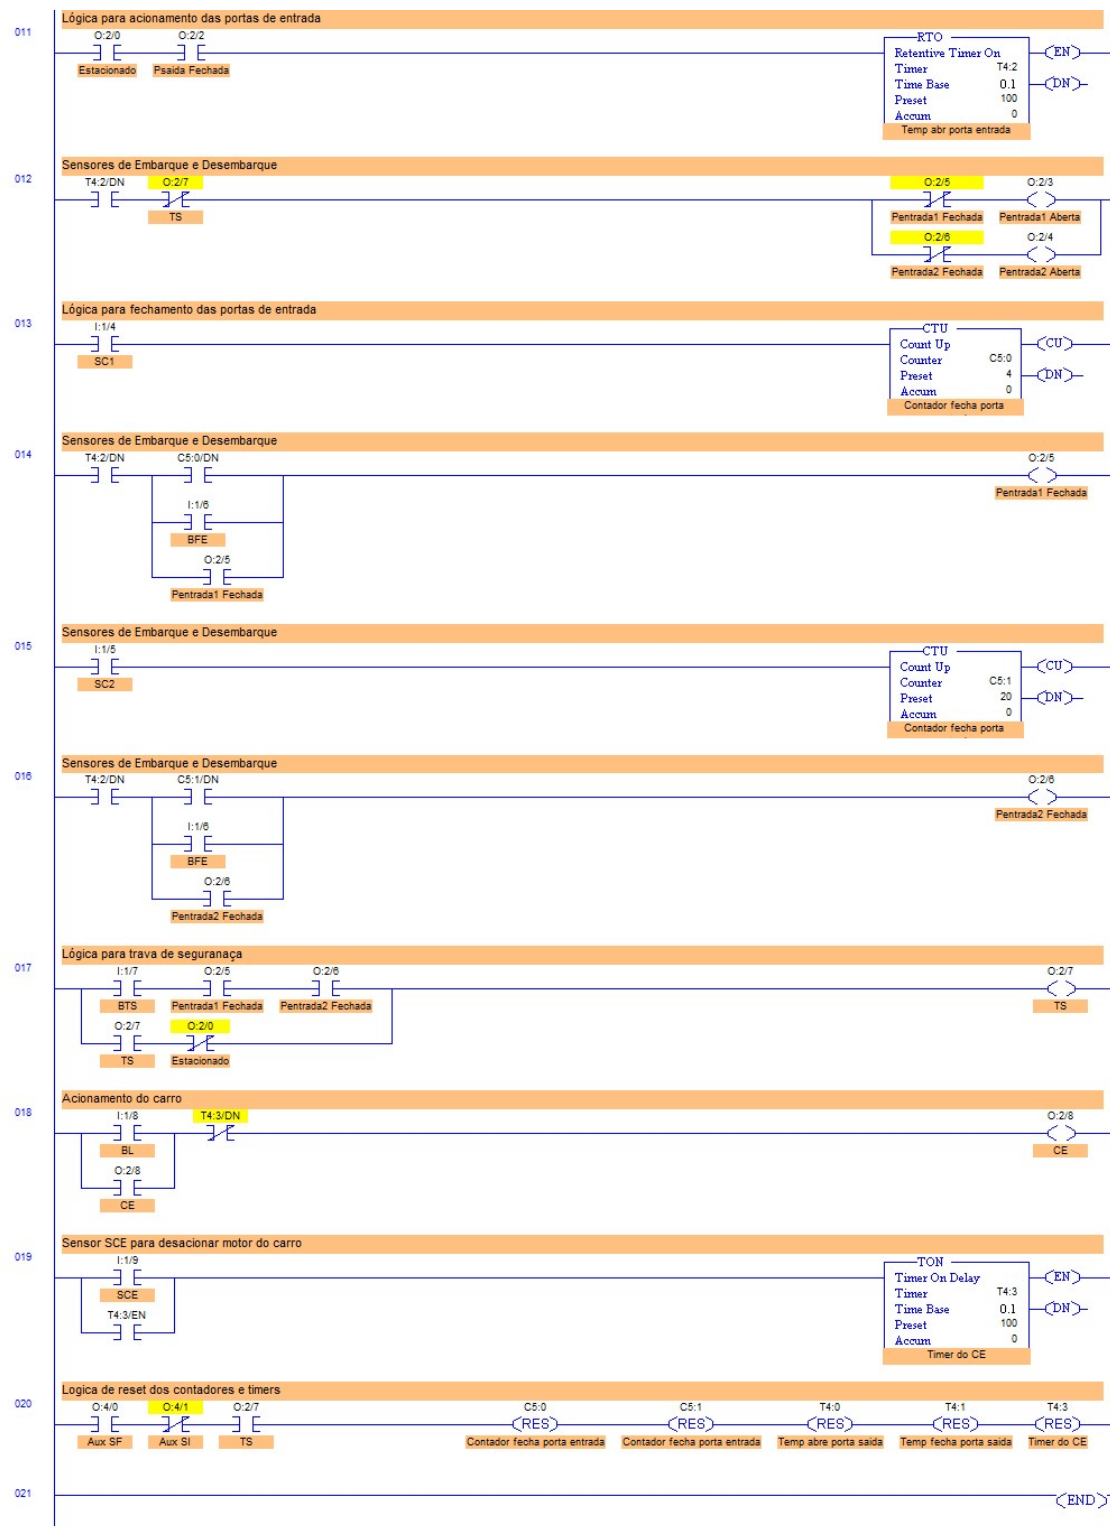 Lógica para acionamento das portas de entrada
011
O:2/0 O:2/2
Estacionado Psaida Fechada
RTO
Retentive Timer On (EN)
Timer T4:2
Time Base 0.1 (DN)
Preset 100
Accum 0
Temp abr porta entrada
Sensores de Embarque e Desembarque
012
T4:2/DN O:2/7 O:2/5 O:2/3
TS Pentrada1 Fechada Pentrada1 Aberta
O:2/6 O:2/4
Pentrada2 Fechada Pentrada2 Aberta
Lógica para fechamento das portas de entrada
013
I:1/4
SC1
CTU
Count Up (CU)
Counter C5:0
Preset 4 (DN)
Accum 0
Contador fecha porta
Sensores de Embarque e Desembarque
014
T4:2/DN C5:0/DN O:2/5
Pentrada1 Fechada
I:1/6
BFE
O:2/5
Pentrada1 Fechada
Sensores de Embarque e Desembarque
015
I:1/5
SC2
CTU
Count Up (CU)
Counter C5:1
Preset 20 (DN)
Accum 0
Contador fecha porta
Sensores de Embarque e Desembarque
016
T4:2/DN C5:1/DN O:2/6
Pentrada2 Fechada
I:1/6
BFE
O:2/6
Pentrada2 Fechada
Lógica para trava de seguranaça
017
I:1/7 O:2/5 O:2/6 O:2/7
BTS Pentrada1 Fechada Pentrada2 Fechada TS
O:2/7 O:2/0
TS Estacionado
Acionamento do carro
018
I:1/8 T4:3/DN O:2/8
BL CE
O:2/8
CE
Sensor SCE para desacionar motor do carro
019
I:1/9
SCE
T4:3/EN
TON
Timer On Delay (EN)
Timer T4:3
Time Base 0.1 (DN)
Preset 100
Accum 0
Timer do CE
Logica de reset dos contadores e timers
020
O:4/0 O:4/1 O:2/7 C5:0 C5:1 T4:0 T4:1 T4:3
(RES) (RES) (RES) (RES) (RES)
Aux SF Aux SI TS Contador fecha porta entrada Contador fecha porta entrada Temp abre porta saida Temp fecha porta saida Timer do CE
021
(END)